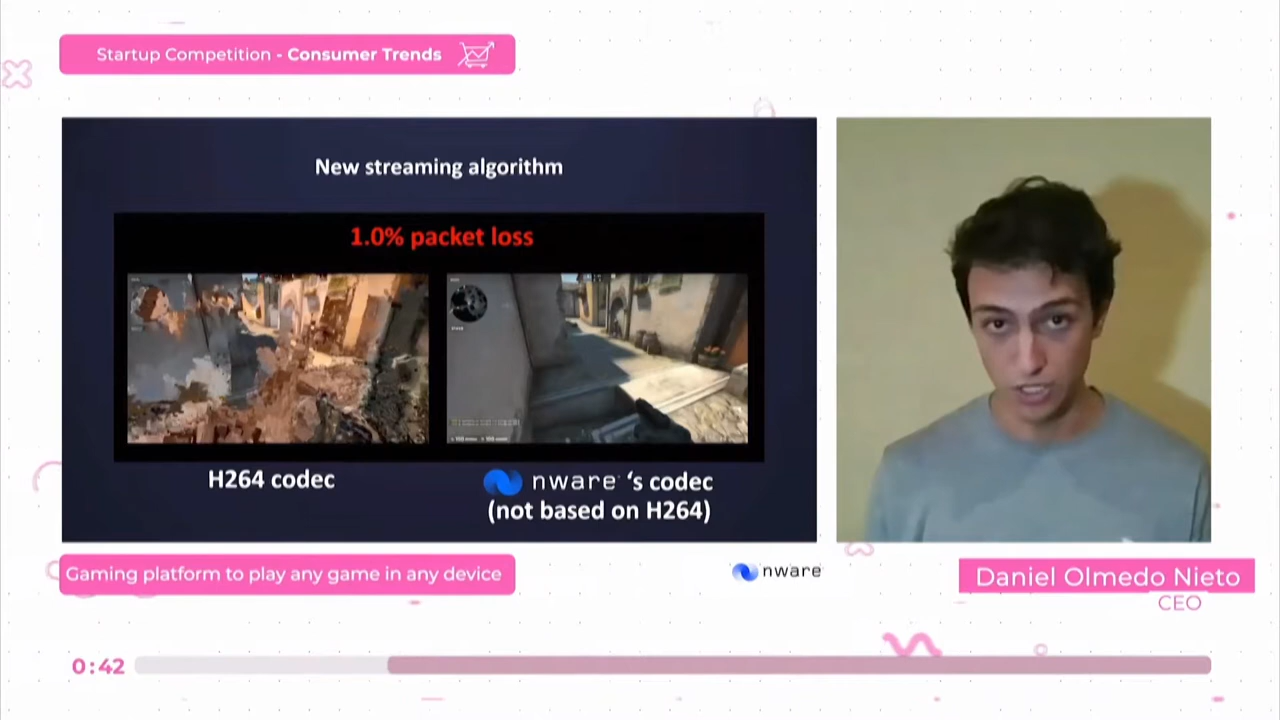 Startup Competition - Consumer Trends
New streaming algorithm
1.0% packet loss
H264 codec
nware 's codec
(not based on H264)
Gaming platform to play any game in any device
nware
Daniel Olmedo Nieto
CEO
0:42